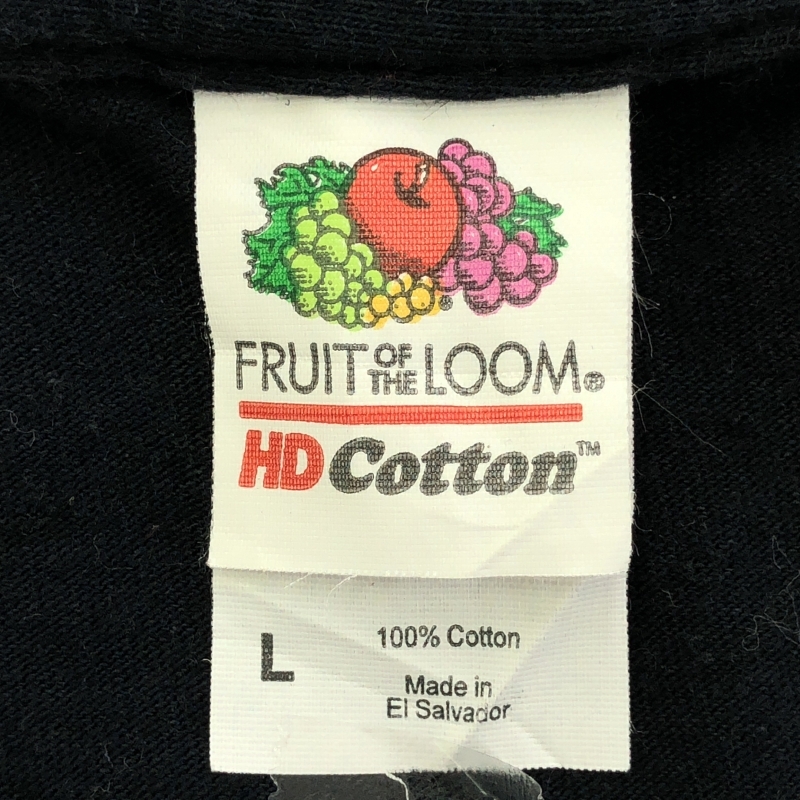 FRUIT OF THE LOOM®
HD Cotton™
L
100% Cotton
Made in
El Salvador